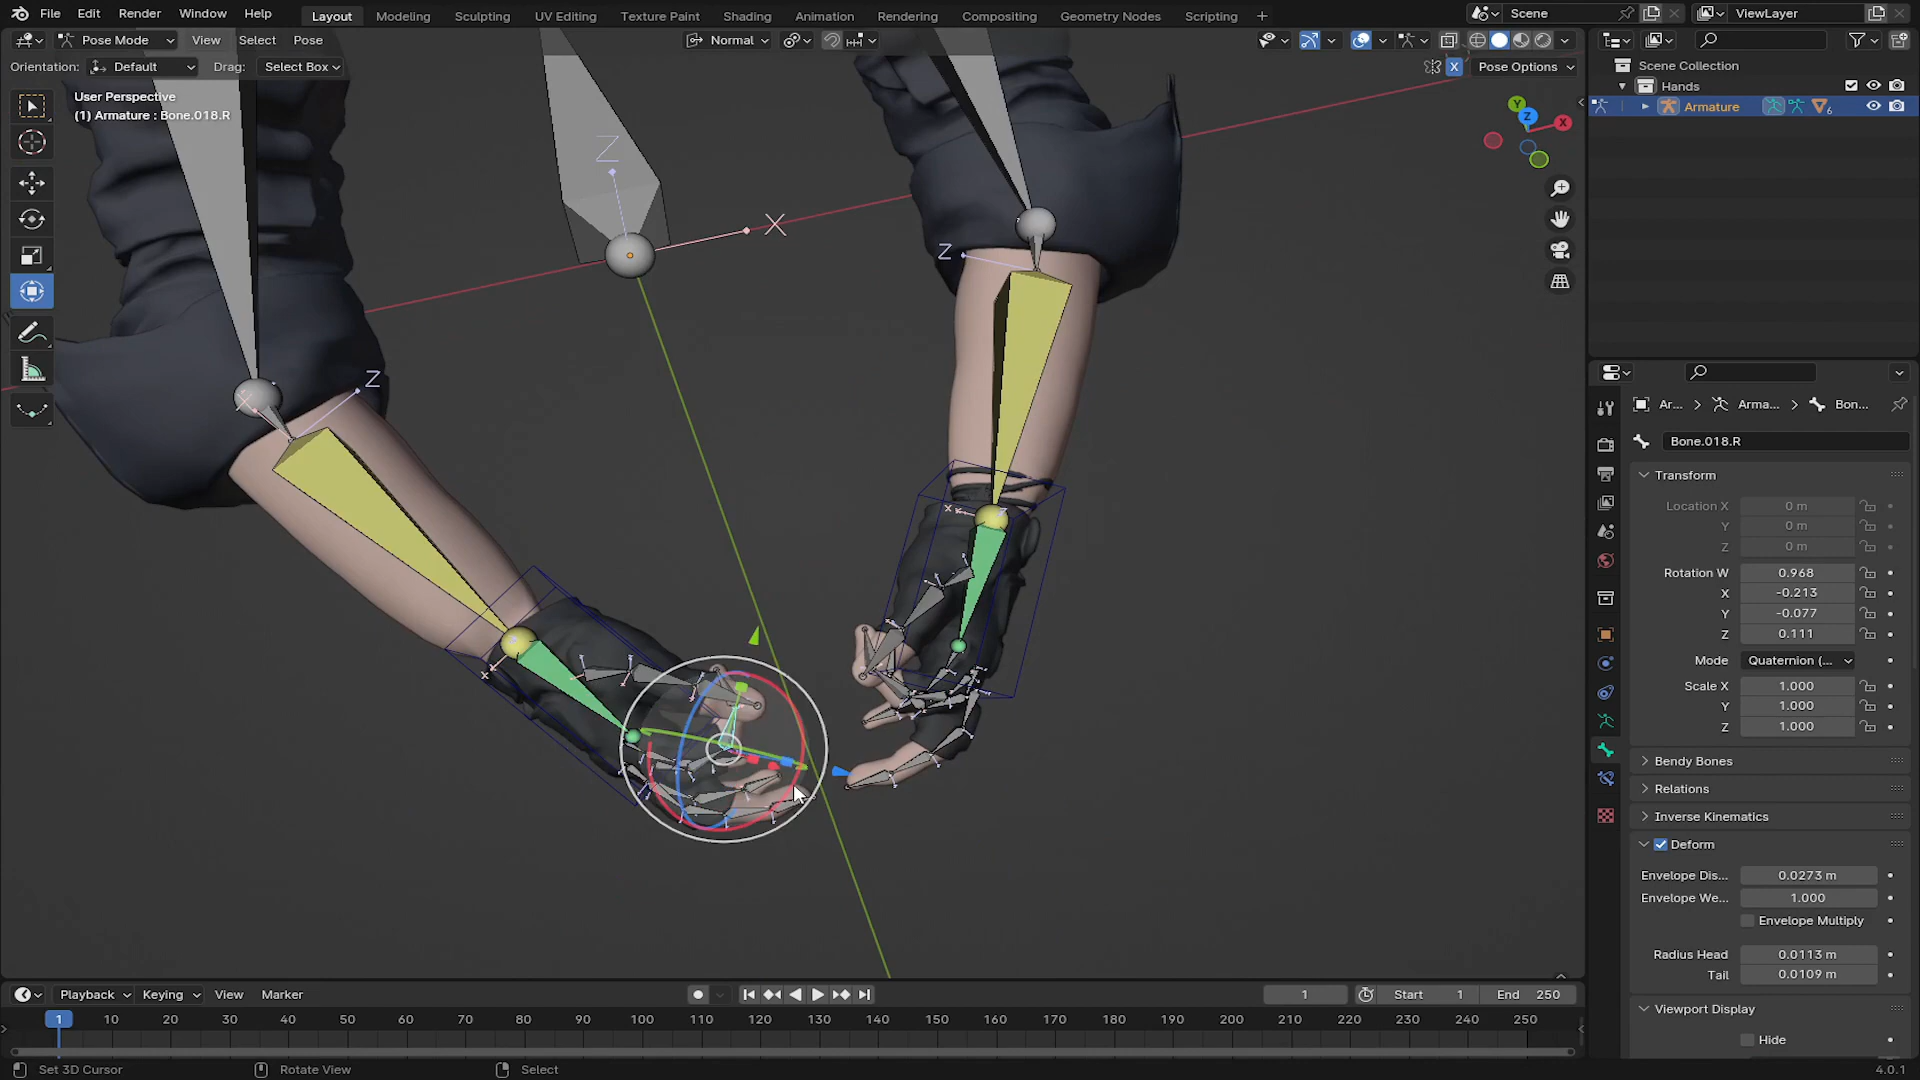 File Edit Render Window Help Layout Modeling Sculpting UV Editing Texture Paint Shading Animation Rendering Compositing Geometry Nodes Scripting + Scene ViewLayer
Pose Mode View Select Pose Normal
Orientation: Default Drag: Select Box X Pose Options
User Perspective
(1) Armature : Bone.018.R
Scene Collection
Hands
Armature
6
Y
Z
X
Z
X
Z
Z
Ar... Arma... Bon...
Bone.018.R
Transform
Location X 0 m
Y 0 m
Z 0 m
Rotation W 0.968
X -0.213
Y -0.077
Z 0.111
Mode Quaternion (...
Scale X 1.000
Y 1.000
Z 1.000
Bendy Bones
Relations
Inverse Kinematics
Deform
Envelope Dis... 0.0273 m
Envelope We... 1.000
Envelope Multiply
Radius Head 0.0113 m
Tail 0.0109 m
Viewport Display
Hide
Playback Keying View Marker 1 Start 1 End 250
1 10 20 30 40 50 60 70 80 90 100 110 120 130 140 150 160 170 180 190 200 210 220 230 240 250
Set 3D Cursor Rotate View Select 4.0.1